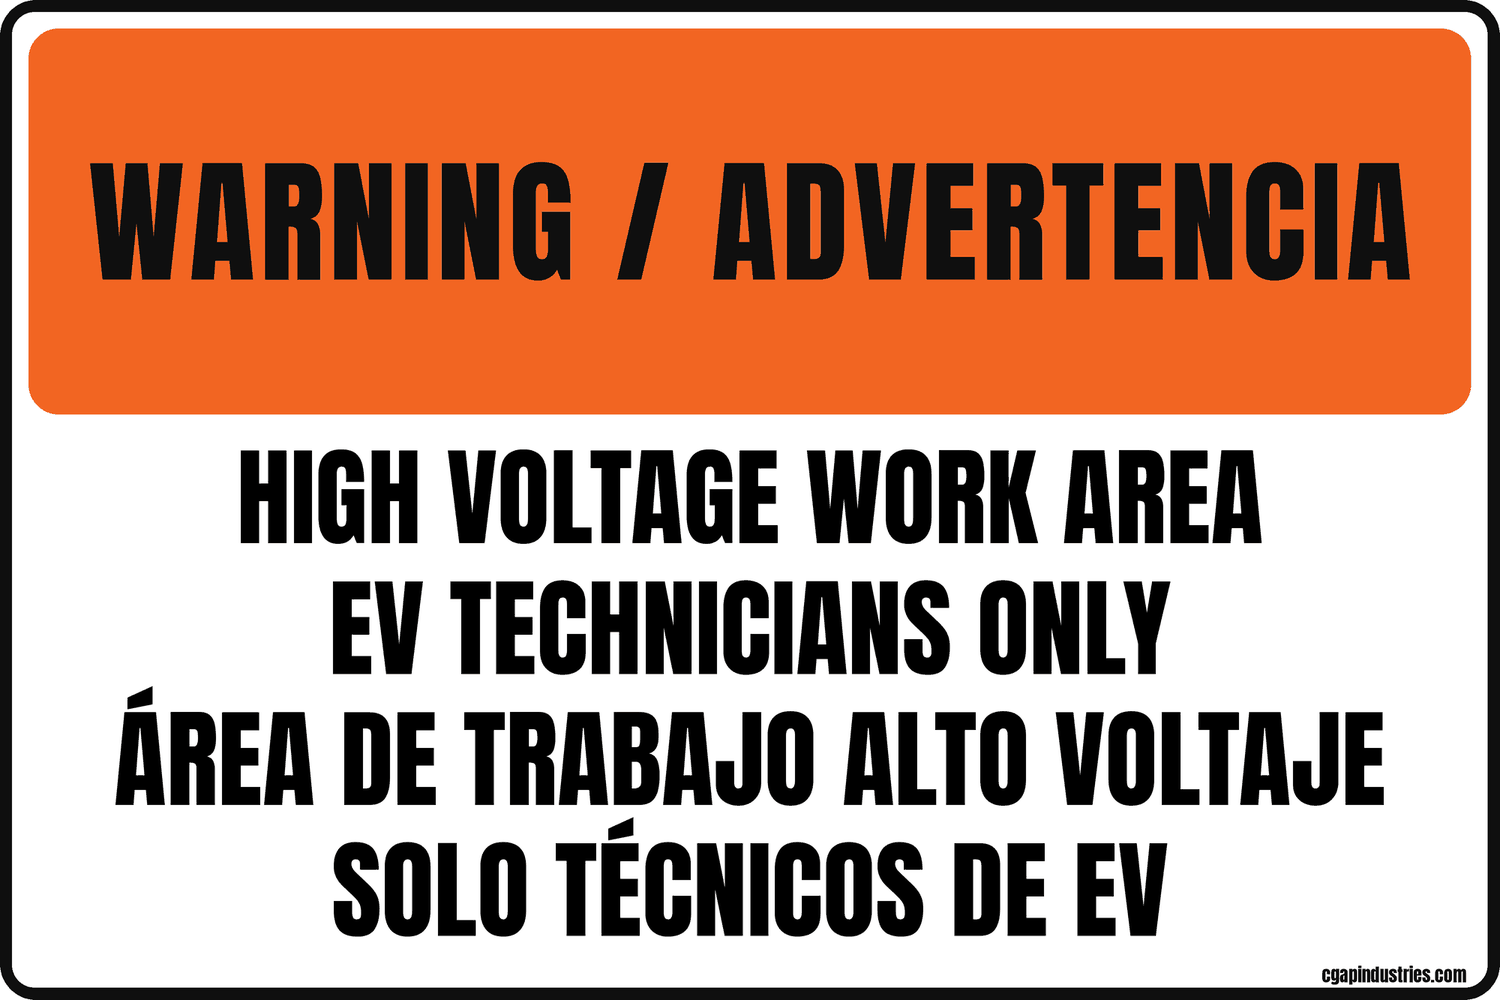 WARNING / ADVERTENCIA
HIGH VOLTAGE WORK AREA
EV TECHNICIANS ONLY
ÁREA DE TRABAJO ALTO VOLTAJE
SOLO TÉCNICOS DE EV
cgapindustries.com